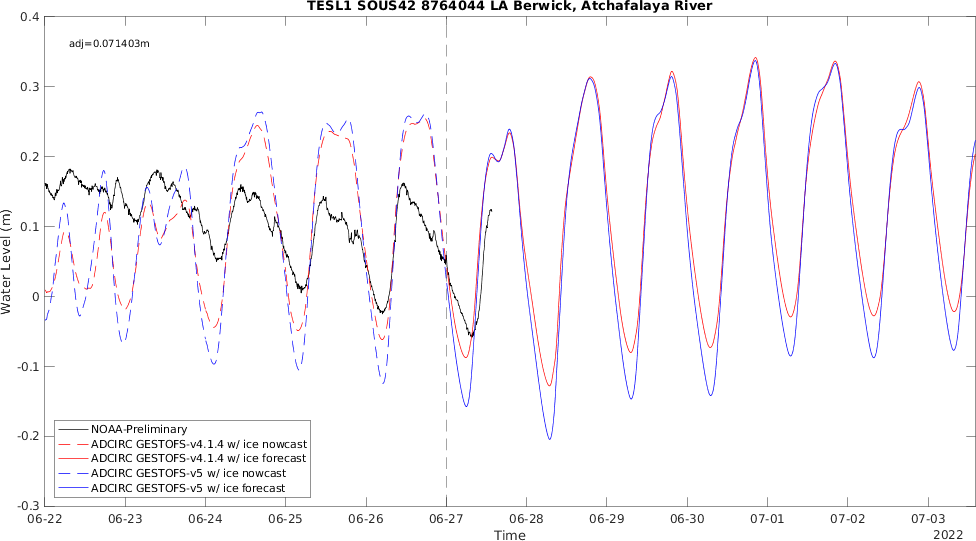 TESL1 SOUS42 8764044 LA Berwick, Atchafalaya River
adj=0.071403m
Water Level (m)
0.4
0.3
0.2
0.1
0
-0.1
-0.2
-0.3
NOAA-Preliminary
ADCIRC GESTOFS-v4.1.4 w/ ice nowcast
ADCIRC GESTOFS-v4.1.4 w/ ice forecast
ADCIRC GESTOFS-v5 w/ ice nowcast
ADCIRC GESTOFS-v5 w/ ice forecast
06-22 06-23 06-24 06-25 06-26 06-27 06-28 06-29 06-30 07-01 07-02 07-03
Time
2022